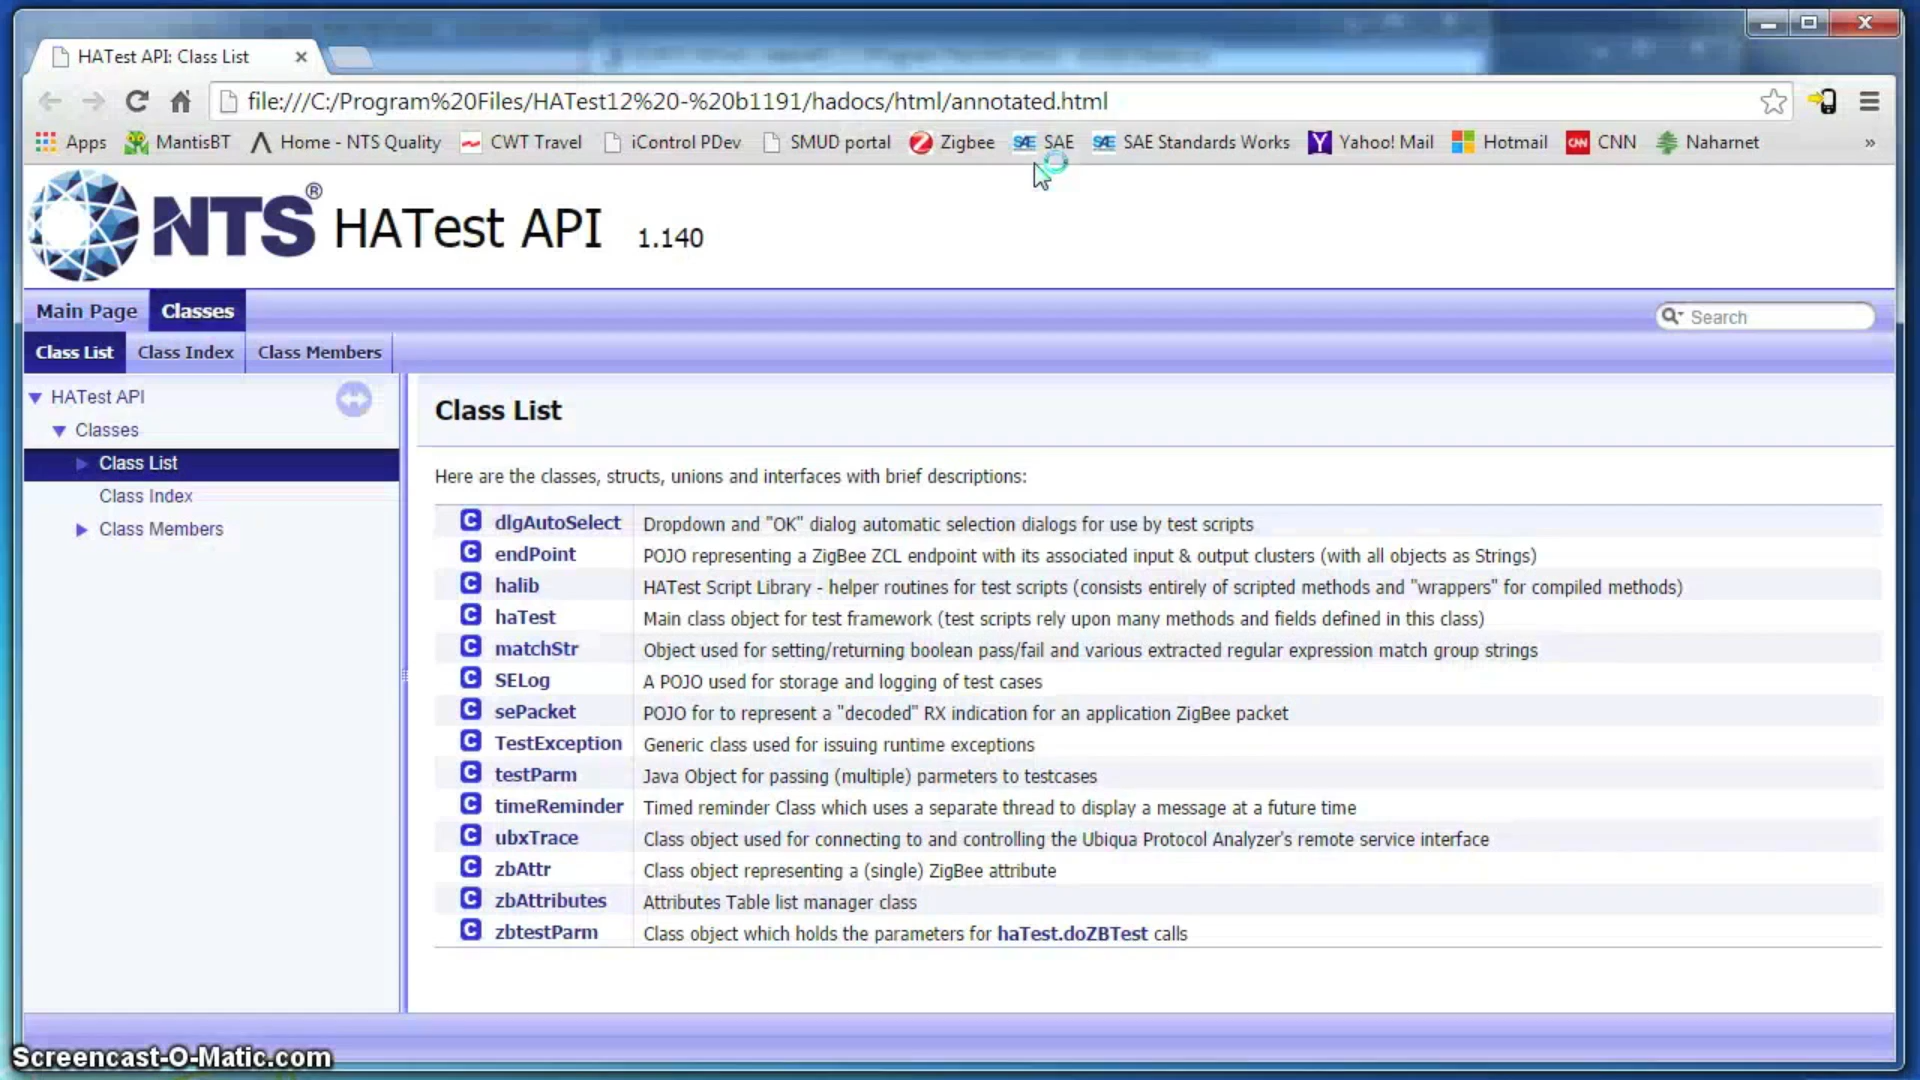 HATest API: Class List
file:///C:/Program%20Files/HATest12%20-%20b1191/hadocs/html/annotated.html
Apps MantisBT Home - NTS Quality CWT Travel iControl PDev SMUD portal Zigbee SAE SAE Standards Works Yahoo! Mail Hotmail CNN Naharnet »
NTS® HATest API 1.140
Main Page Classes
Search
Class List Class Index Class Members
HATest API
Classes
Class List
Class Index
Class Members
Class List
Here are the classes, structs, unions and interfaces with brief descriptions:
C dlgAutoSelect Dropdown and "OK" dialog automatic selection dialogs for use by test scripts
C endPoint POJO representing a ZigBee ZCL endpoint with its associated input & output clusters (with all objects as Strings)
C halib HATest Script Library - helper routines for test scripts (consists entirely of scripted methods and "wrappers" for compiled methods)
C haTest Main class object for test framework (test scripts rely upon many methods and fields defined in this class)
C matchStr Object used for setting/returning boolean pass/fail and various extracted regular expression match group strings
C SELog A POJO used for storage and logging of test cases
C sePacket POJO for to represent a "decoded" RX indication for an application ZigBee packet
C TestException Generic class used for issuing runtime exceptions
C testParm Java Object for passing (multiple) parmeters to testcases
C timeReminder Timed reminder Class which uses a separate thread to display a message at a future time
C ubxTrace Class object used for connecting to and controlling the Ubiqua Protocol Analyzer's remote service interface
C zbAttr Class object representing a (single) ZigBee attribute
C zbAttributes Attributes Table list manager class
C zbtestParm Class object which holds the parameters for haTest.doZBTest calls
Screencast-O-Matic.com